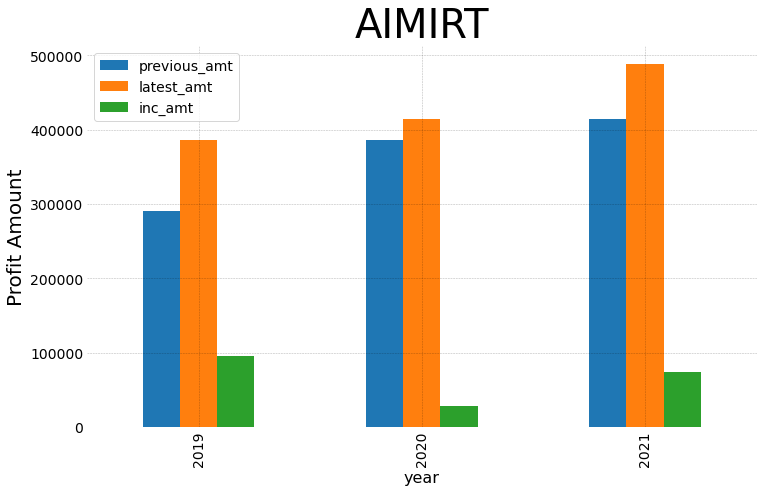 AIMIRT
500000
400000
300000
200000
100000
0
Profit Amount
previous_amt
latest_amt
inc_amt
2019
2020
2021
year